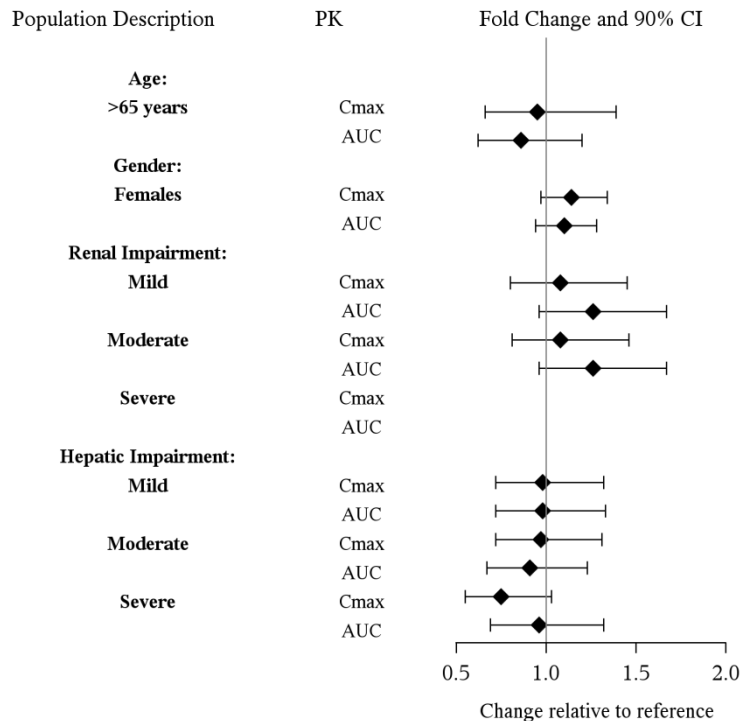 Population Description PK Fold Change and 90% CI
Age:
>65 years Cmax
AUC
Gender:
Females Cmax
AUC
Renal Impairment:
Mild Cmax
AUC
Moderate Cmax
AUC
Severe Cmax
AUC
Hepatic Impairment:
Mild Cmax
AUC
Moderate Cmax
AUC
Severe Cmax
AUC
0.5 1.0 1.5 2.0
Change relative to reference